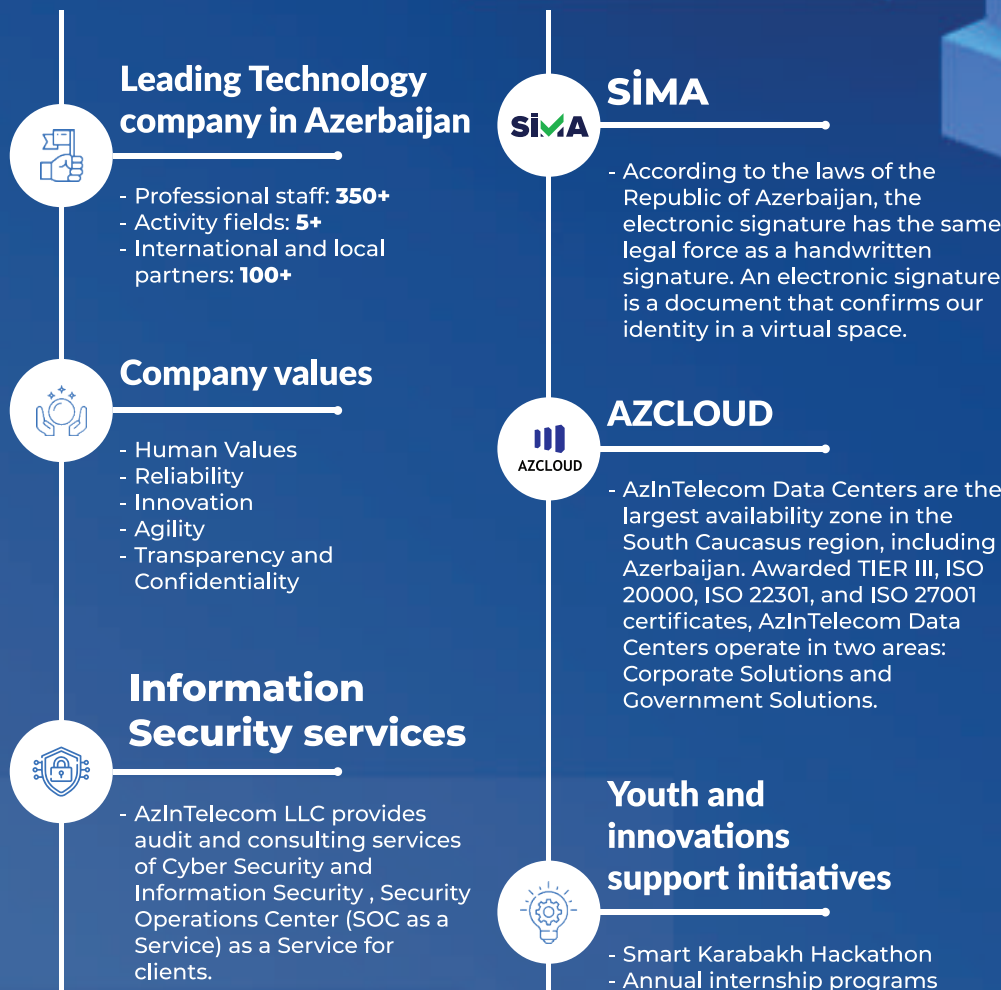 Leading Technology
company in Azerbaijan
- Professional staff: 350+
- Activity fields: 5+
- International and local
partners: 100+
Company values
- Human Values
- Reliability
- Innovation
- Agility
- Transparency and
Confidentiality
Information
Security services
- AzInTelecom LLC provides
audit and consulting services
of Cyber Security and
Information Security , Security
Operations Center (SOC as a
Service) as a Service for
clients.
SİMA
SİMA
- According to the laws of the
Republic of Azerbaijan, the
electronic signature has the same
legal force as a handwritten
signature. An electronic signature
is a document that confirms our
identity in a virtual space.
AZCLOUD
AZCLOUD
- AzInTelecom Data Centers are the
largest availability zone in the
South Caucasus region, including
Azerbaijan. Awarded TIER III, ISO
20000, ISO 22301, and ISO 27001
certificates, AzInTelecom Data
Centers operate in two areas:
Corporate Solutions and
Government Solutions.
Youth and
innovations
support initiatives
- Smart Karabakh Hackathon
- Annual internship programs